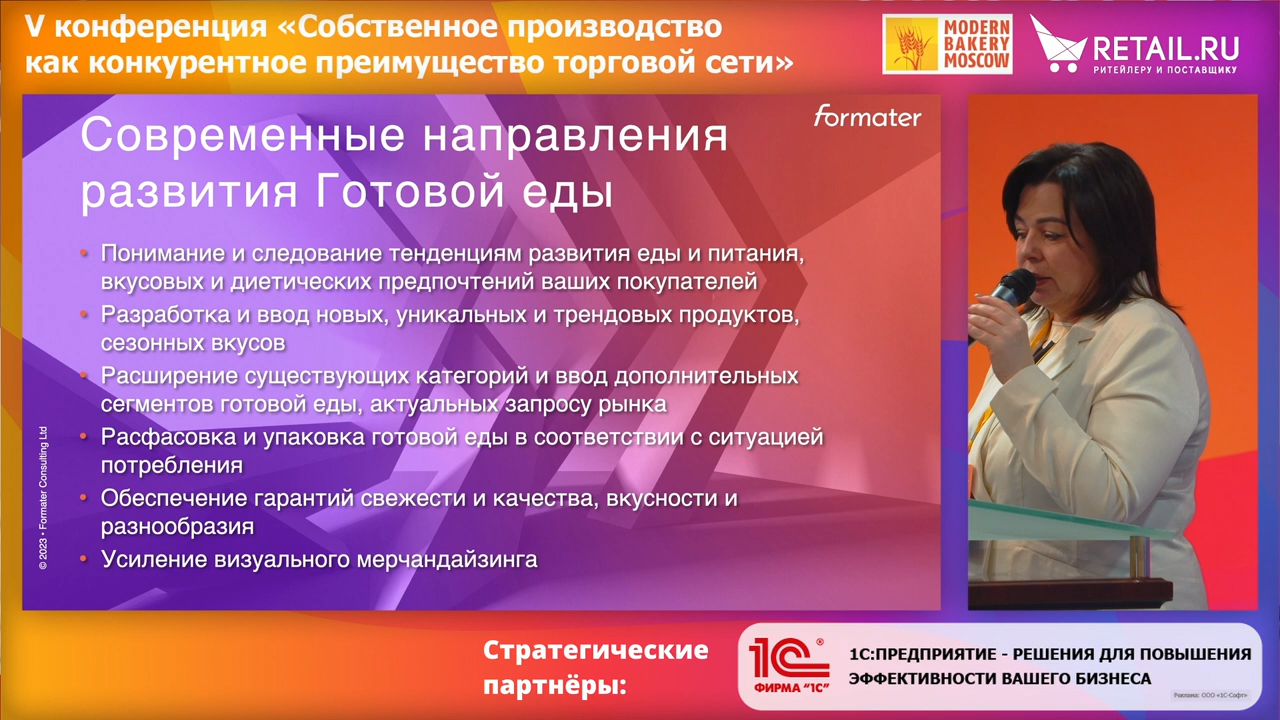 V конференция «Собственное производство
как конкурентное преимущество торговой сети»
MODERN
BAKERY
MOSCOW
RETAIL.RU
РИТЕЙЛЕРУ И ПОСТАВЩИКУ
formater
Современные направления
развития Готовой еды
• Понимание и следование тенденциям развития еды и питания,
вкусовых и диетических предпочтений ваших покупателей
• Разработка и ввод новых, уникальных и трендовых продуктов,
сезонных вкусов
• Расширение существующих категорий и ввод дополнительных
сегментов готовой еды, актуальных запросу рынка
• Расфасовка и упаковка готовой еды в соответствии с ситуацией
потребления
• Обеспечение гарантий свежести и качества, вкусности и
разнообразия
• Усиление визуального мерчандайзинга
© 2023 • Formater Consulting Ltd
Стратегические
партнёры:
1С®
ФИРМА "1С"
1С:ПРЕДПРИЯТИЕ - РЕШЕНИЯ ДЛЯ ПОВЫШЕНИЯ
ЭФФЕКТИВНОСТИ ВАШЕГО БИЗНЕСА
Реклама: ООО «1С-Софт»